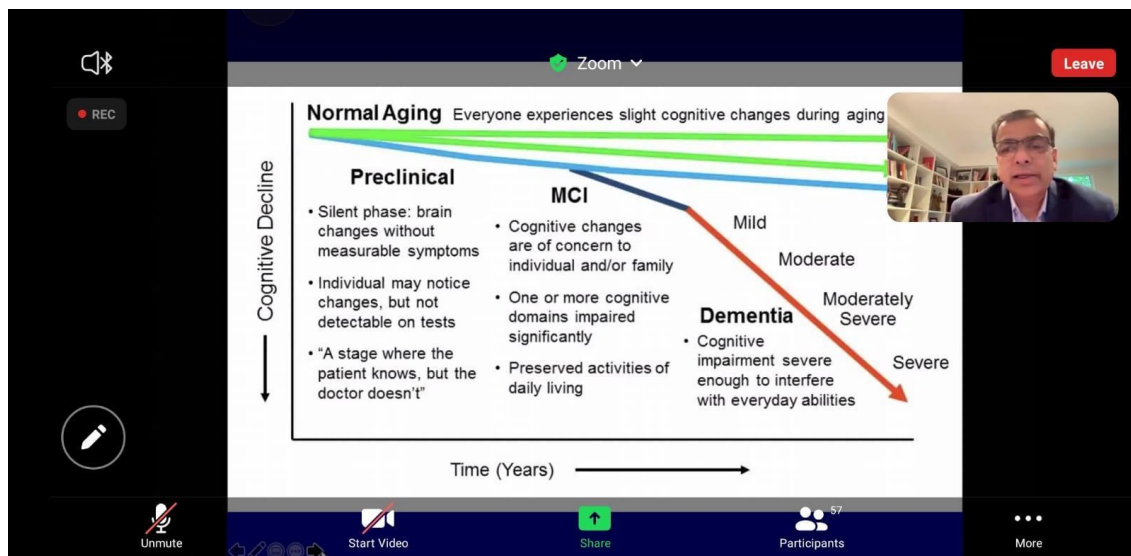 Zoom
Leave
REC
Normal Aging Everyone experiences slight cognitive changes during aging
Cognitive Decline
Preclinical
• Silent phase: brain
changes without
measurable symptoms
• Individual may notice
changes, but not
detectable on tests
• “A stage where the
patient knows, but the
doctor doesn’t”
MCI
• Cognitive changes
are of concern to
individual and/or family
• One or more cognitive
domains impaired
significantly
• Preserved activities of
daily living
Mild
Moderate
Moderately
Severe
Severe
Dementia
• Cognitive
impairment severe
enough to interfere
with everyday abilities
Time (Years)
Unmute
Start Video
Share
57
Participants
More